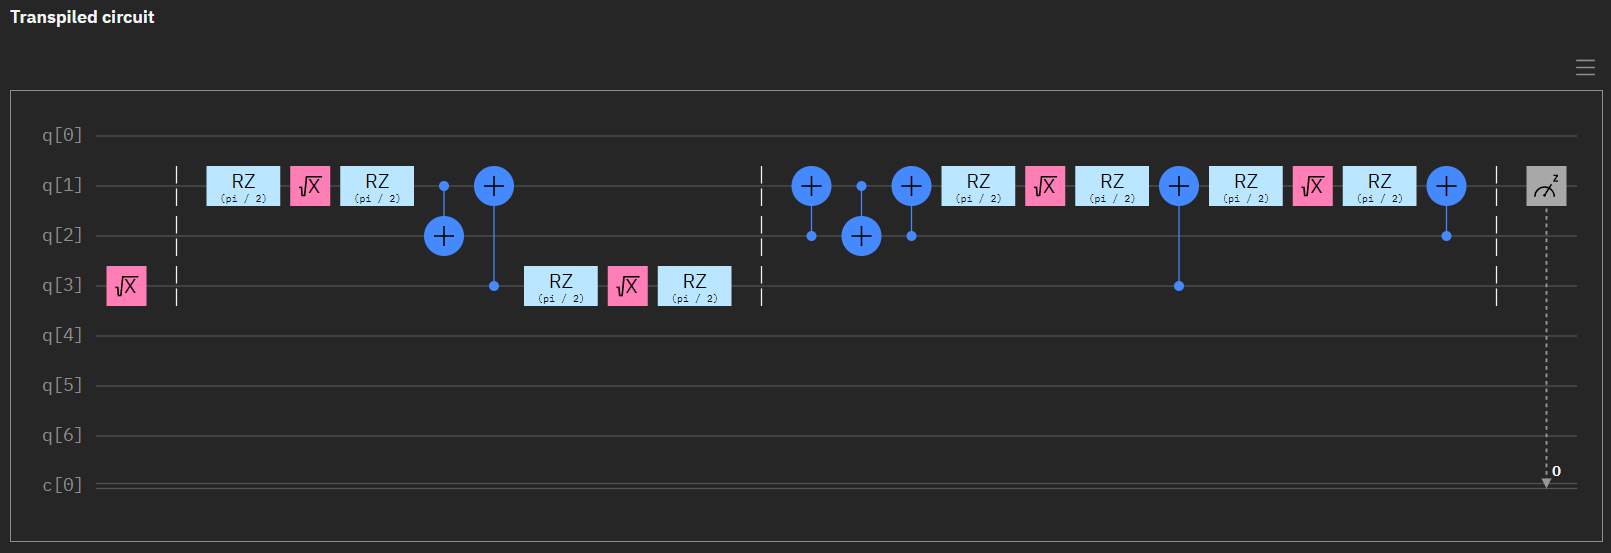 Transpiled circuit
q[0]
q[1] RZ (pi / 2) √X RZ (pi / 2) RZ (pi / 2) √X RZ (pi / 2) RZ (pi / 2) √X RZ (pi / 2) z
q[2]
q[3] √X RZ (pi / 2) √X RZ (pi / 2)
q[4]
q[5]
q[6]
c[0] 0